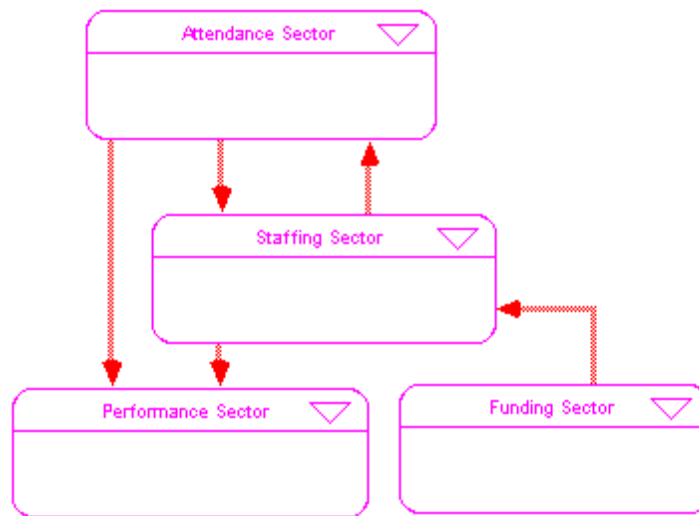 Attendance Sector
Staffing Sector
Performance Sector
Funding Sector